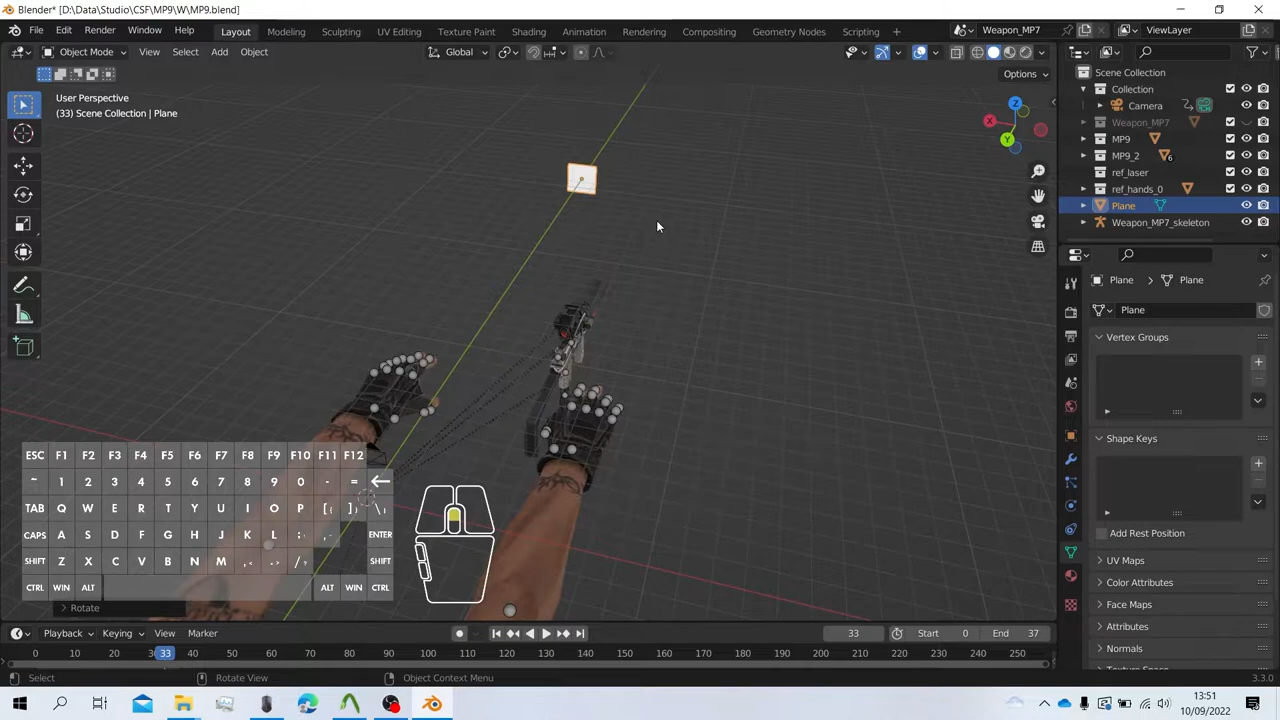 Blender* [D:\Data\Studio\CSF\MP9\W\MP9.blend]
File Edit Render Window Help Layout Modeling Sculpting UV Editing Texture Paint Shading Animation Rendering Compositing Geometry Nodes Scripting + Weapon_MP7 ViewLayer
Object Mode View Select Add Object Global
Options
User Perspective
(33) Scene Collection | Plane
Z
X
Y
Scene Collection
Collection
Camera
Weapon_MP7
MP9
MP9_2 6
ref_laser
ref_hands_0
Plane
Weapon_MP7_skeleton
Plane > Plane
Plane
Vertex Groups
Shape Keys
Add Rest Position
UV Maps
Color Attributes
Face Maps
Attributes
Normals
Texture Space
ESC F1 F2 F3 F4 F5 F6 F7 F8 F9 F10 F11 F12
~ 1 2 3 4 5 6 7 8 9 0 - =
TAB Q W E R T Y U I O P [{ ]} \|
CAPS A S D F G H J K L ENTER
SHIFT Z X C V B N M SHIFT
CTRL WIN ALT ALT WIN CTRL
Rotate
Playback Keying View Marker 33 Start 0 End 37
0 10 20 33 40 50 60 70 80 90 100 110 120 130 140 150 160 170 180 190 200 210 220 230 240 250
Select Rotate View Object Context Menu 3.3.0
13:51
10/09/2022